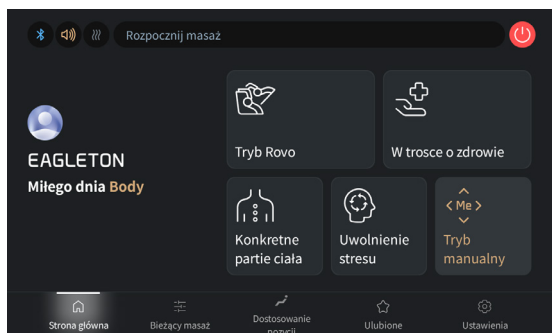 Rozpocznij masaż
EAGLETON
Miłego dnia Body
Tryb Rovo
W trosce o zdrowie
Konkretne
partie ciała
Uwolnienie
stresu
< Me >
Tryb
manualny
Strona główna
Bieżący masaż
Dostosowanie
pozycji
Ulubione
Ustawienia